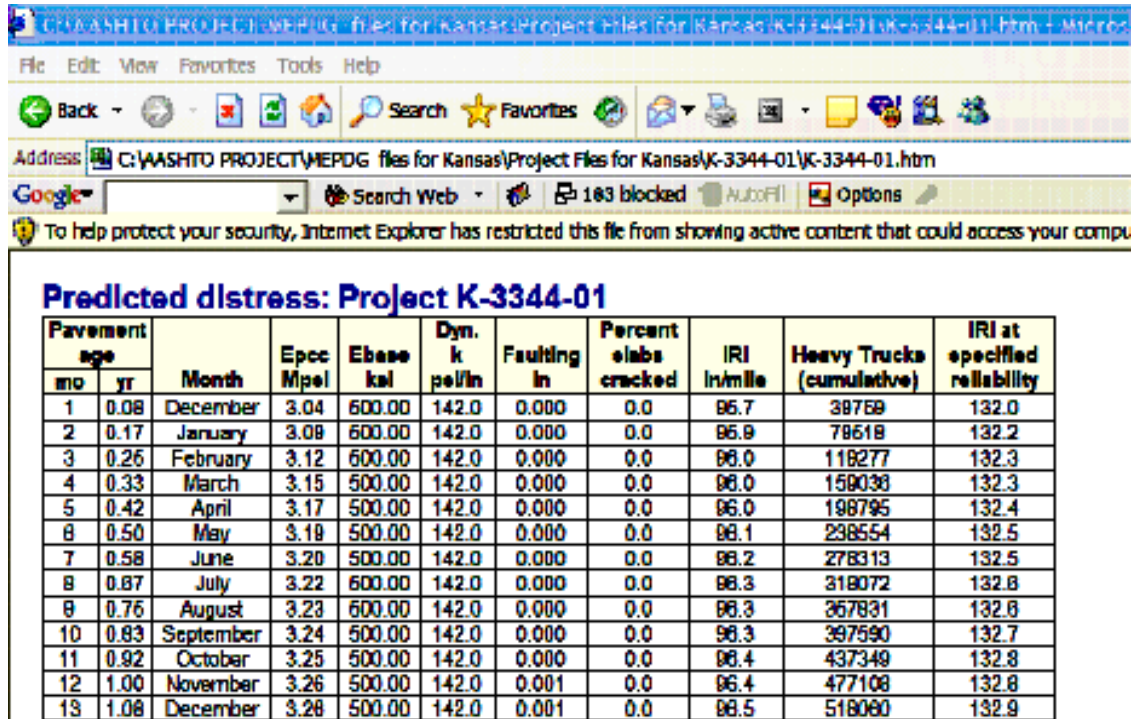 C:\AASHTO PROJECT\MEPDG files for Kansas\Project Files for Kansas\K-3344-01\K-3344-01.htm - Micros
File Edit View Favorites Tools Help
Back Search Favorites
Address C:\AASHTO PROJECT\MEPDG files for Kansas\Project Files for Kansas\K-3344-01\K-3344-01.htm
Google Search Web 183 blocked AutoFill Options
To help protect your security, Internet Explorer has restricted this file from showing active content that could access your compu
Predicted distress: Project K-3344-01
Pavement age Month Epcc Mpsi Ebase ksi Dyn. k psi/in Faulting in Percent slabs cracked IRI in/mile Heavy Trucks (cumulative) IRI at specified reliability
mo yr
1 0.08 December 3.04 500.00 142.0 0.000 0.0 95.7 39759 132.0
2 0.17 January 3.09 500.00 142.0 0.000 0.0 95.9 79518 132.2
3 0.25 February 3.12 500.00 142.0 0.000 0.0 96.0 119277 132.3
4 0.33 March 3.15 500.00 142.0 0.000 0.0 96.0 159036 132.3
5 0.42 April 3.17 500.00 142.0 0.000 0.0 96.0 198795 132.4
6 0.50 May 3.19 500.00 142.0 0.000 0.0 96.1 238554 132.5
7 0.58 June 3.20 500.00 142.0 0.000 0.0 96.2 278313 132.5
8 0.67 July 3.22 500.00 142.0 0.000 0.0 96.3 318072 132.6
9 0.75 August 3.23 500.00 142.0 0.000 0.0 96.3 357831 132.6
10 0.83 September 3.24 500.00 142.0 0.000 0.0 96.3 397590 132.7
11 0.92 October 3.25 500.00 142.0 0.000 0.0 96.4 437349 132.8
12 1.00 November 3.26 500.00 142.0 0.001 0.0 96.4 477108 132.8
13 1.08 December 3.26 500.00 142.0 0.001 0.0 96.5 518060 132.9